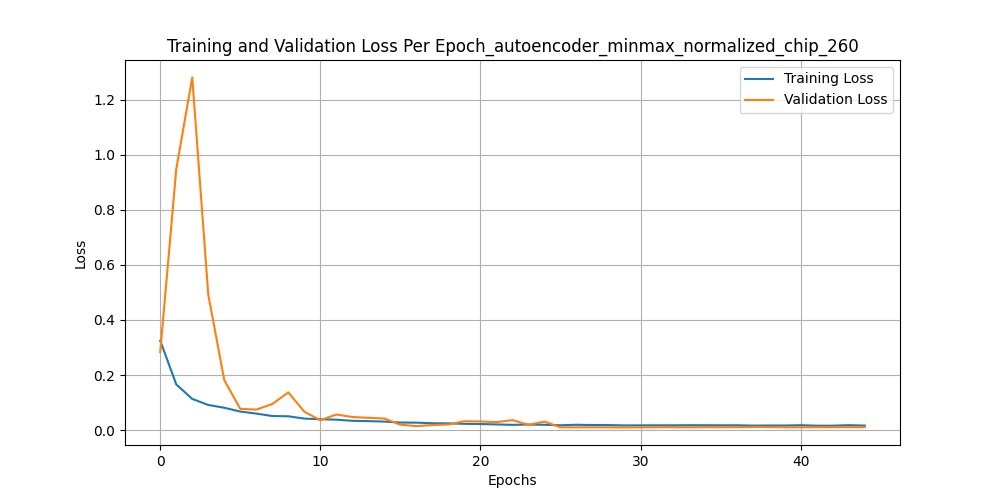 Training and Validation Loss Per Epoch_autoencoder_minmax_normalized_chip_260
Training Loss
Validation Loss
1.2
1.0
0.8
0.6
0.4
0.2
0.0
Loss
0 10 20 30 40
Epochs